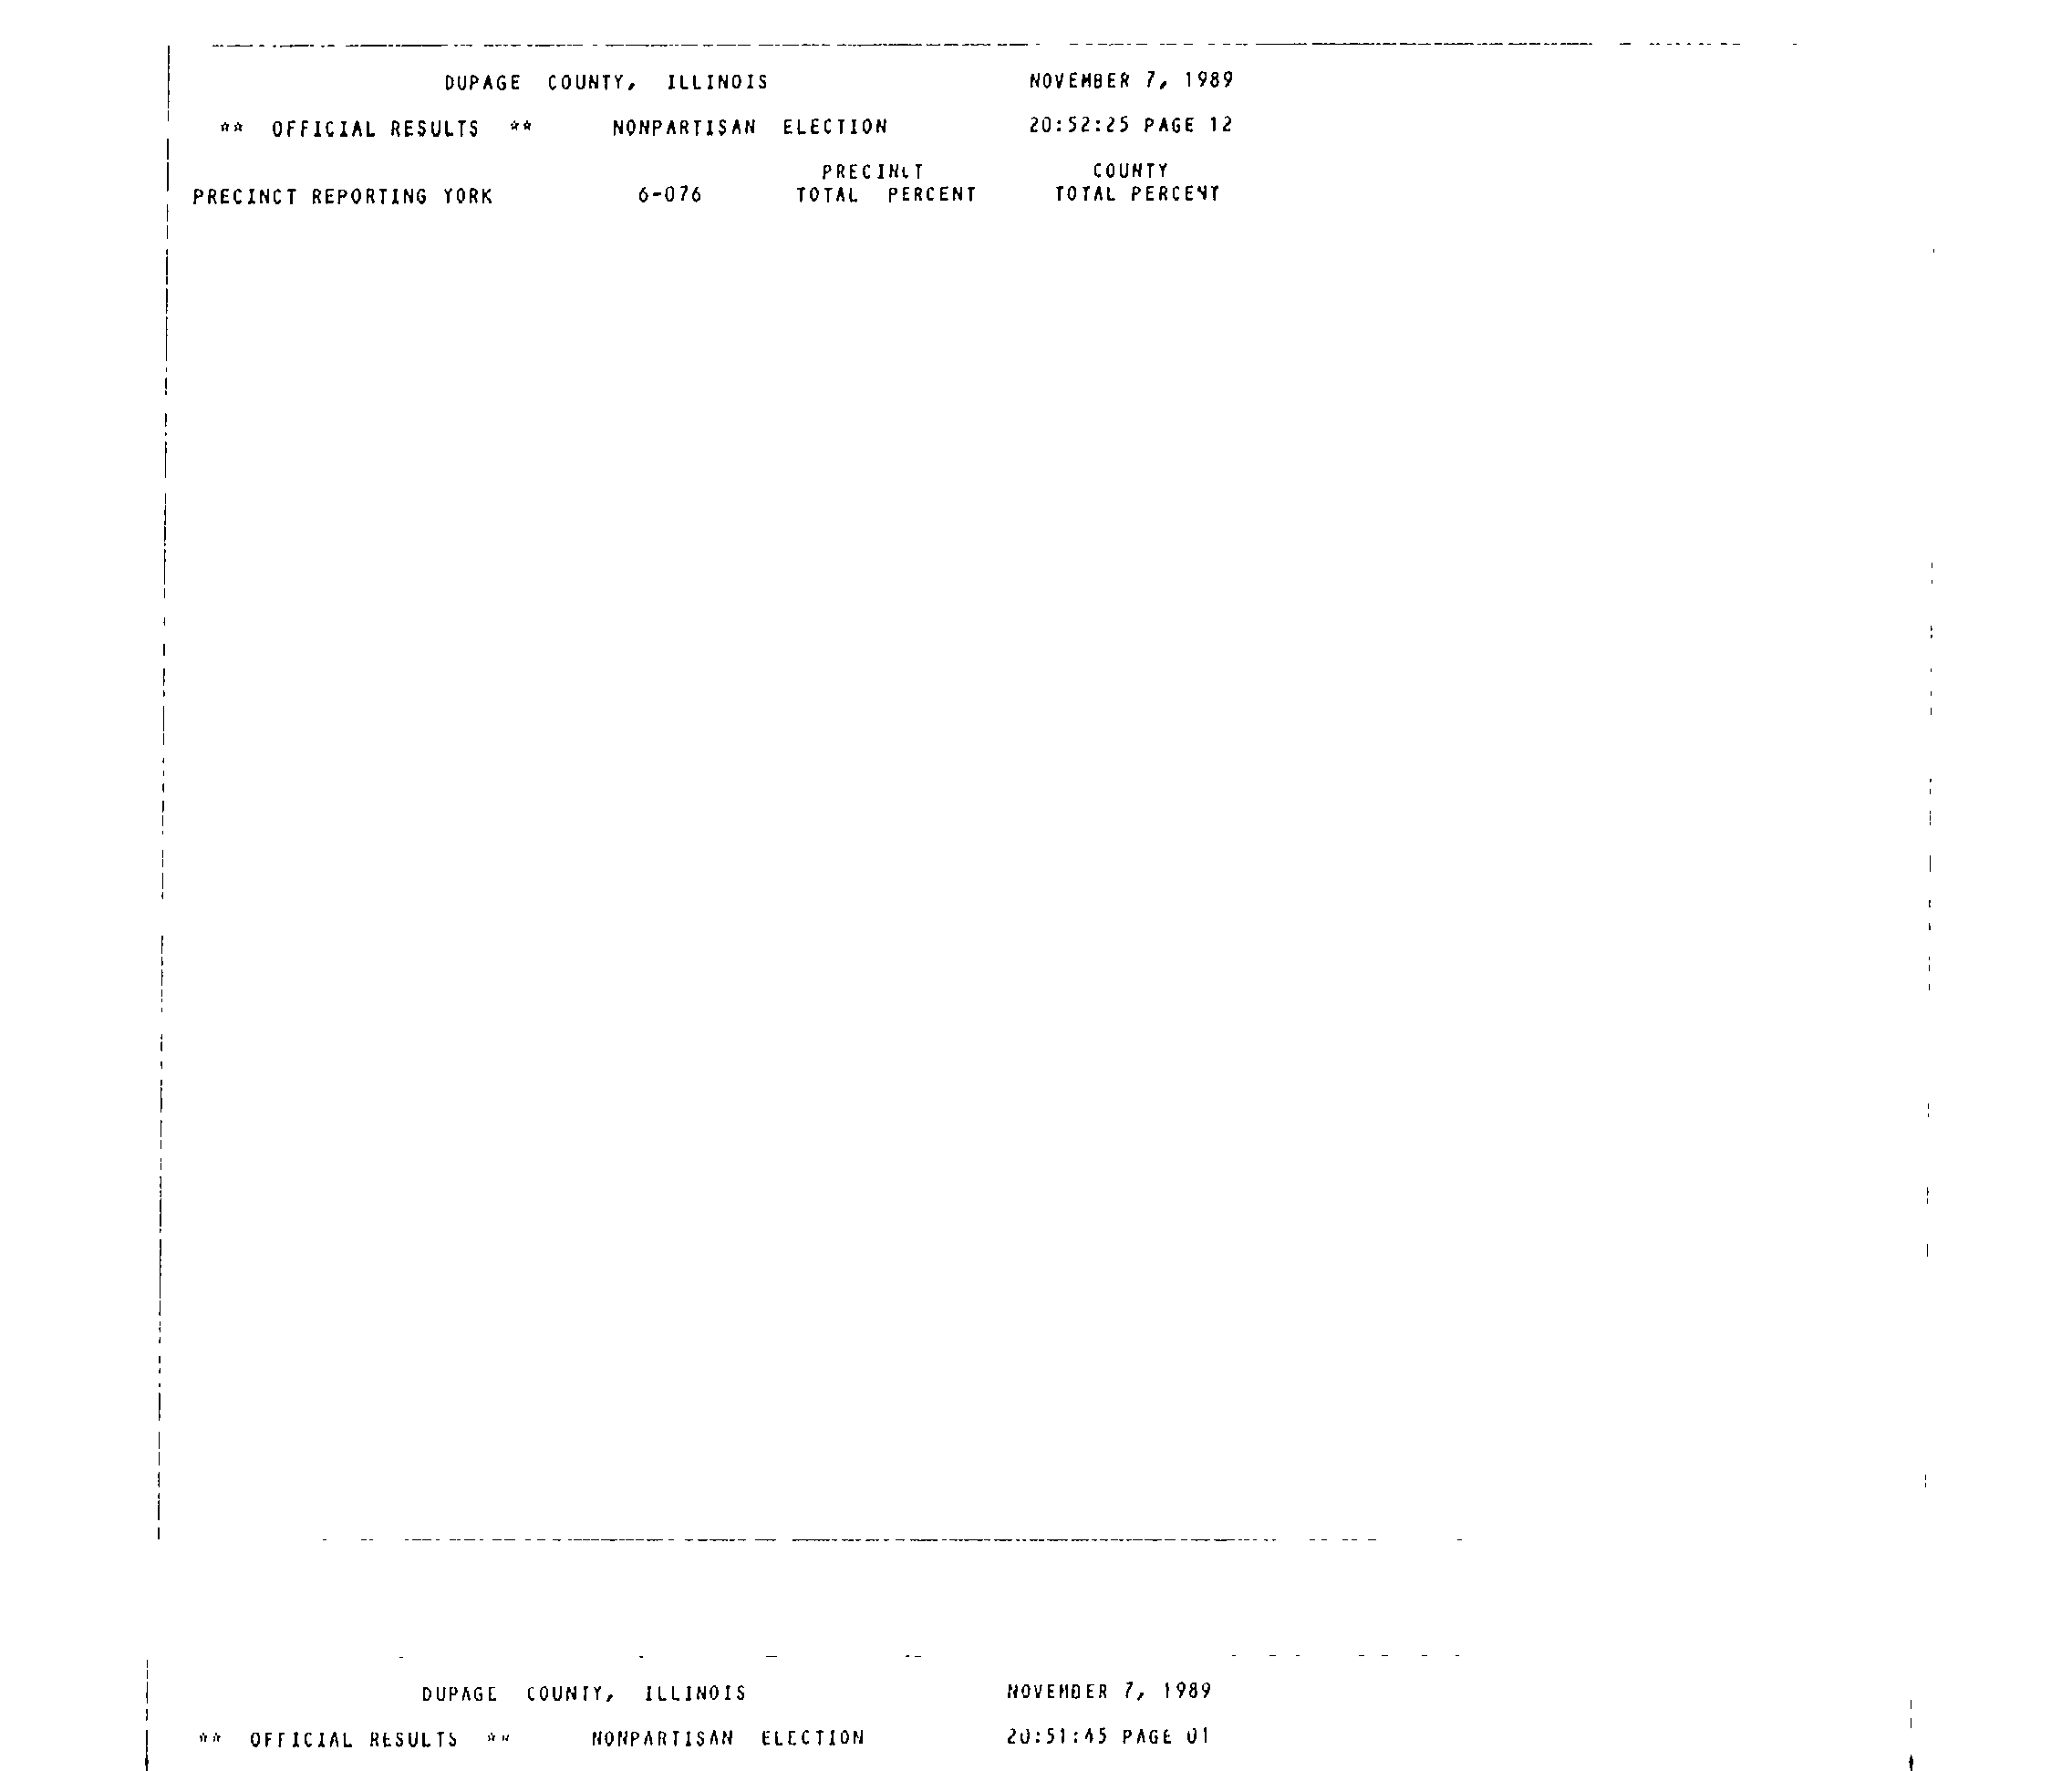 DUPAGE COUNTY, ILLINOIS NOVEMBER 7, 1989
** OFFICIAL RESULTS ** NONPARTISAN ELECTION 20:52:25 PAGE 12
PRECINCT COUNTY
PRECINCT REPORTING YORK 6-076 TOTAL PERCENT TOTAL PERCENT
DUPAGE COUNTY, ILLINOIS NOVEMBER 7, 1989
** OFFICIAL RESULTS ** NONPARTISAN ELECTION 20:51:45 PAGE 01